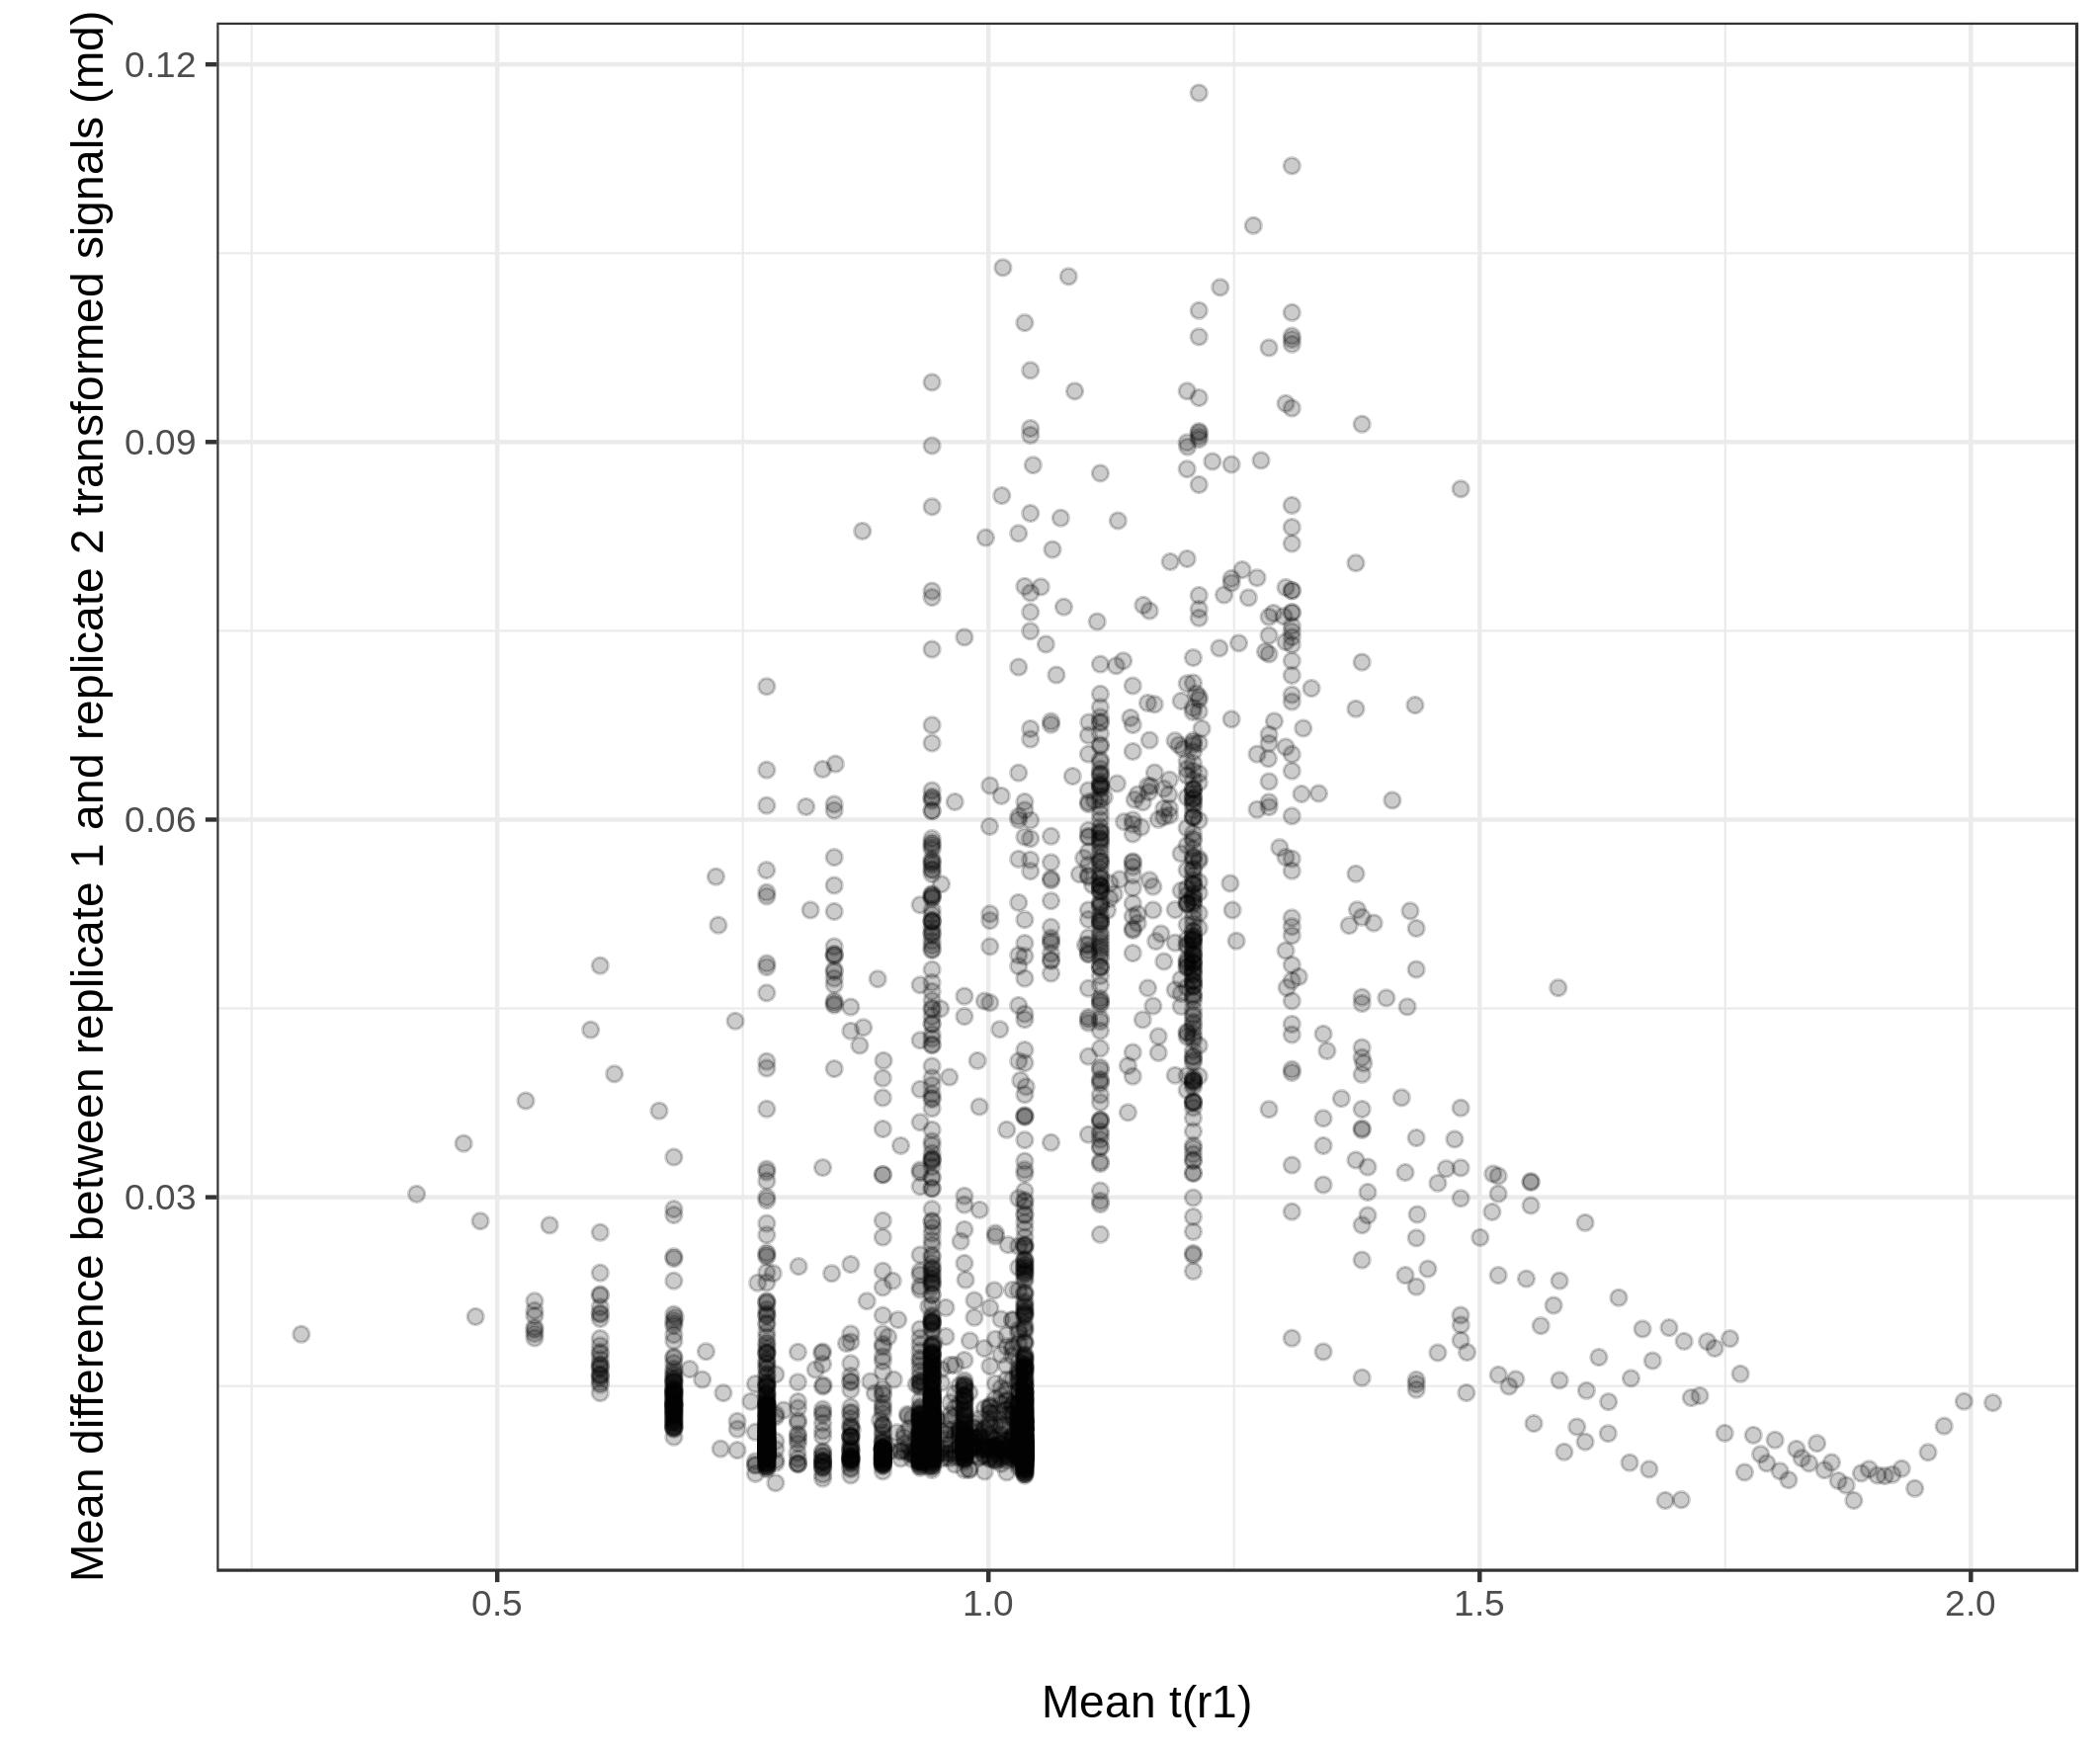 Mean difference between replicate 1 and replicate 2 transformed signals (md)
0.12
0.09
0.06
0.03
0.5 1.0 1.5 2.0
Mean t(r1)